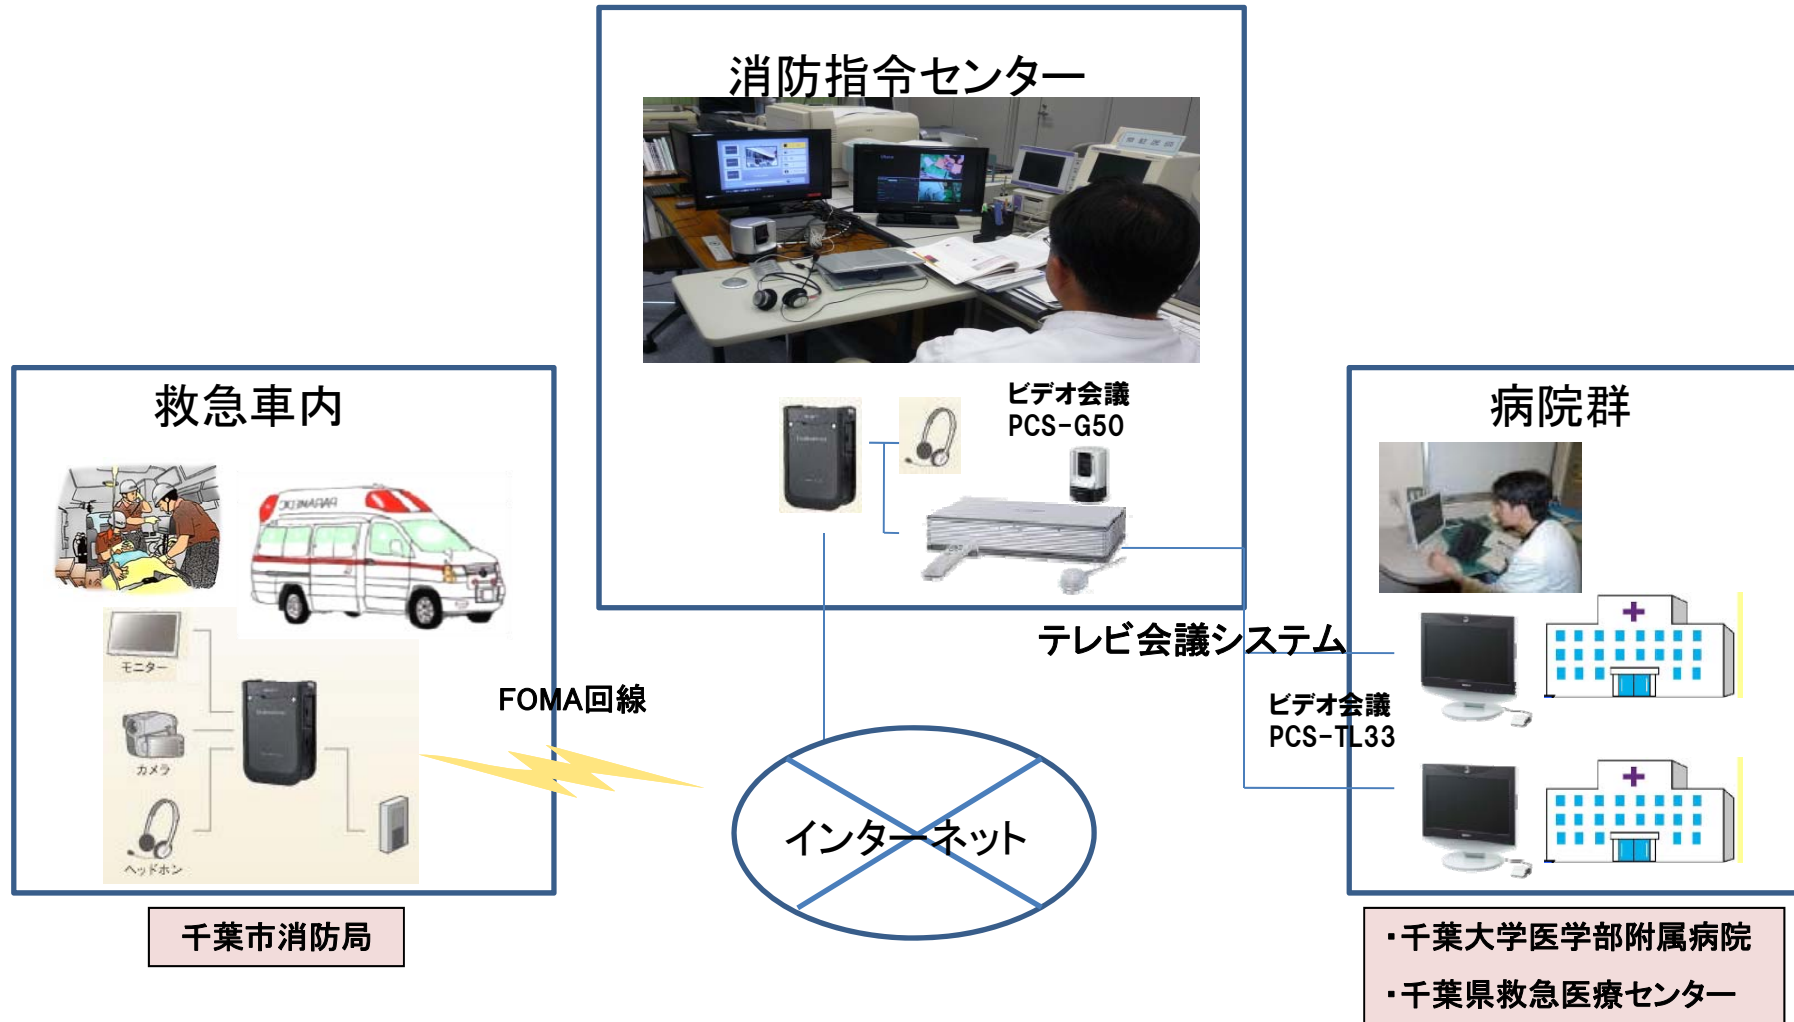 消防指令センター
ビデオ会議
PCS-G50
救急車内
PARAMEDIC
モニター
カメラ
ヘッドホン
FOMA回線
インターネット
テレビ会議システム
病院群
ビデオ会議
PCS-TL33
千葉市消防局
・千葉大学医学部附属病院
・千葉県救急医療センター